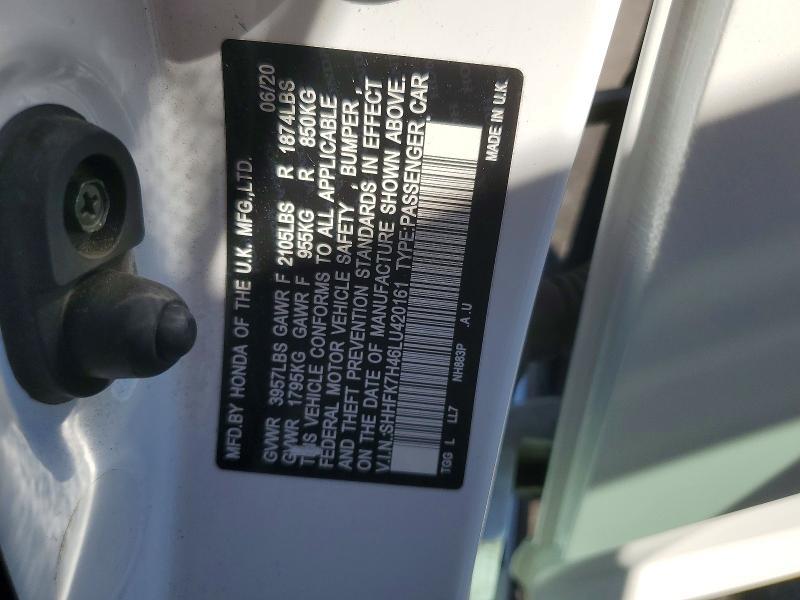 MFD.BY HONDA OF THE U.K. MFG.,LTD. 06/20
GVWR 3957LBS GAWR F 2105LBS R 1874LBS
GVWR 1795KG GAWR F 955KG R 850KG
THIS VEHICLE CONFORMS TO ALL APPLICABLE
FEDERAL MOTOR VEHICLE SAFETY , BUMPER ,
AND THEFT PREVENTION STANDARDS IN EFFECT
ON THE DATE OF MANUFACTURE SHOWN ABOVE.
V.I.N.:SHHFK7H46LU420161 TYPE:PASSENGER CAR
TGG L LL7 NH883P .A .U
MADE IN U.K